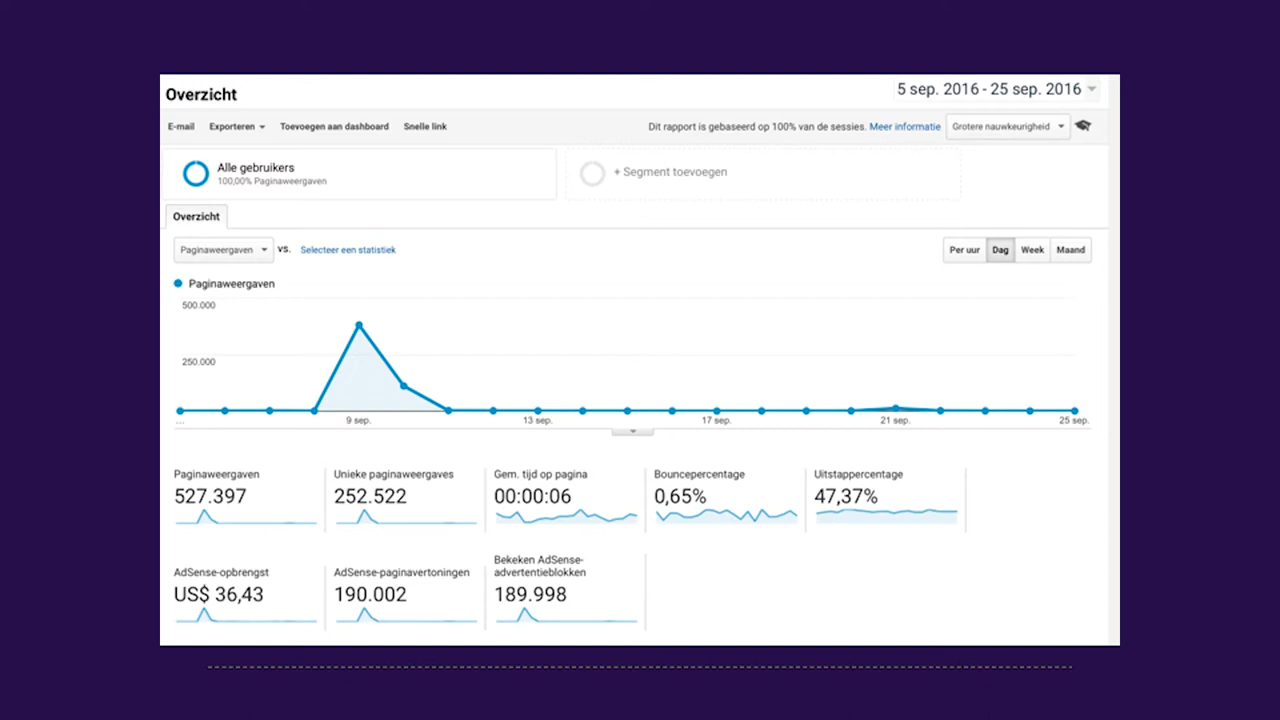 Overzicht
5 sep. 2016 - 25 sep. 2016
E-mail Exporteren Toevoegen aan dashboard Snelle link
Dit rapport is gebaseerd op 100% van de sessies. Meer informatie Grotere nauwkeurigheid
Alle gebruikers
100,00% Paginaweergaven
+ Segment toevoegen
Overzicht
Paginaweergaven vs. Selecteer een statistiek
Per uur Dag Week Maand
Paginaweergaven
500.000
250.000
... 9 sep. 13 sep. 17 sep. 21 sep. 25 sep.
Paginaweergaven
527.397
Unieke paginaweergaves
252.522
Gem. tijd op pagina
00:00:06
Bouncepercentage
0,65%
Uitstappercentage
47,37%
AdSense-opbrengst
US$ 36,43
AdSense-paginavertoningen
190.002
Bekeken AdSense-
advertentieblokken
189.998